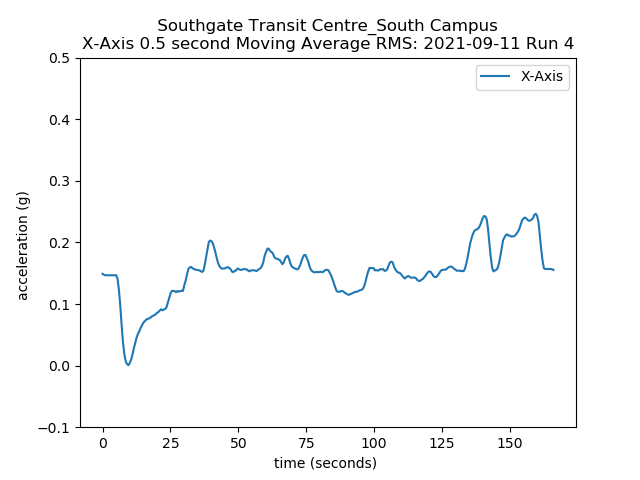 Southgate Transit Centre_South Campus
X-Axis 0.5 second Moving Average RMS: 2021-09-11 Run 4
X-Axis
0.5
0.4
0.3
0.2
0.1
0.0
−0.1
acceleration (g)
0 25 50 75 100 125 150
time (seconds)